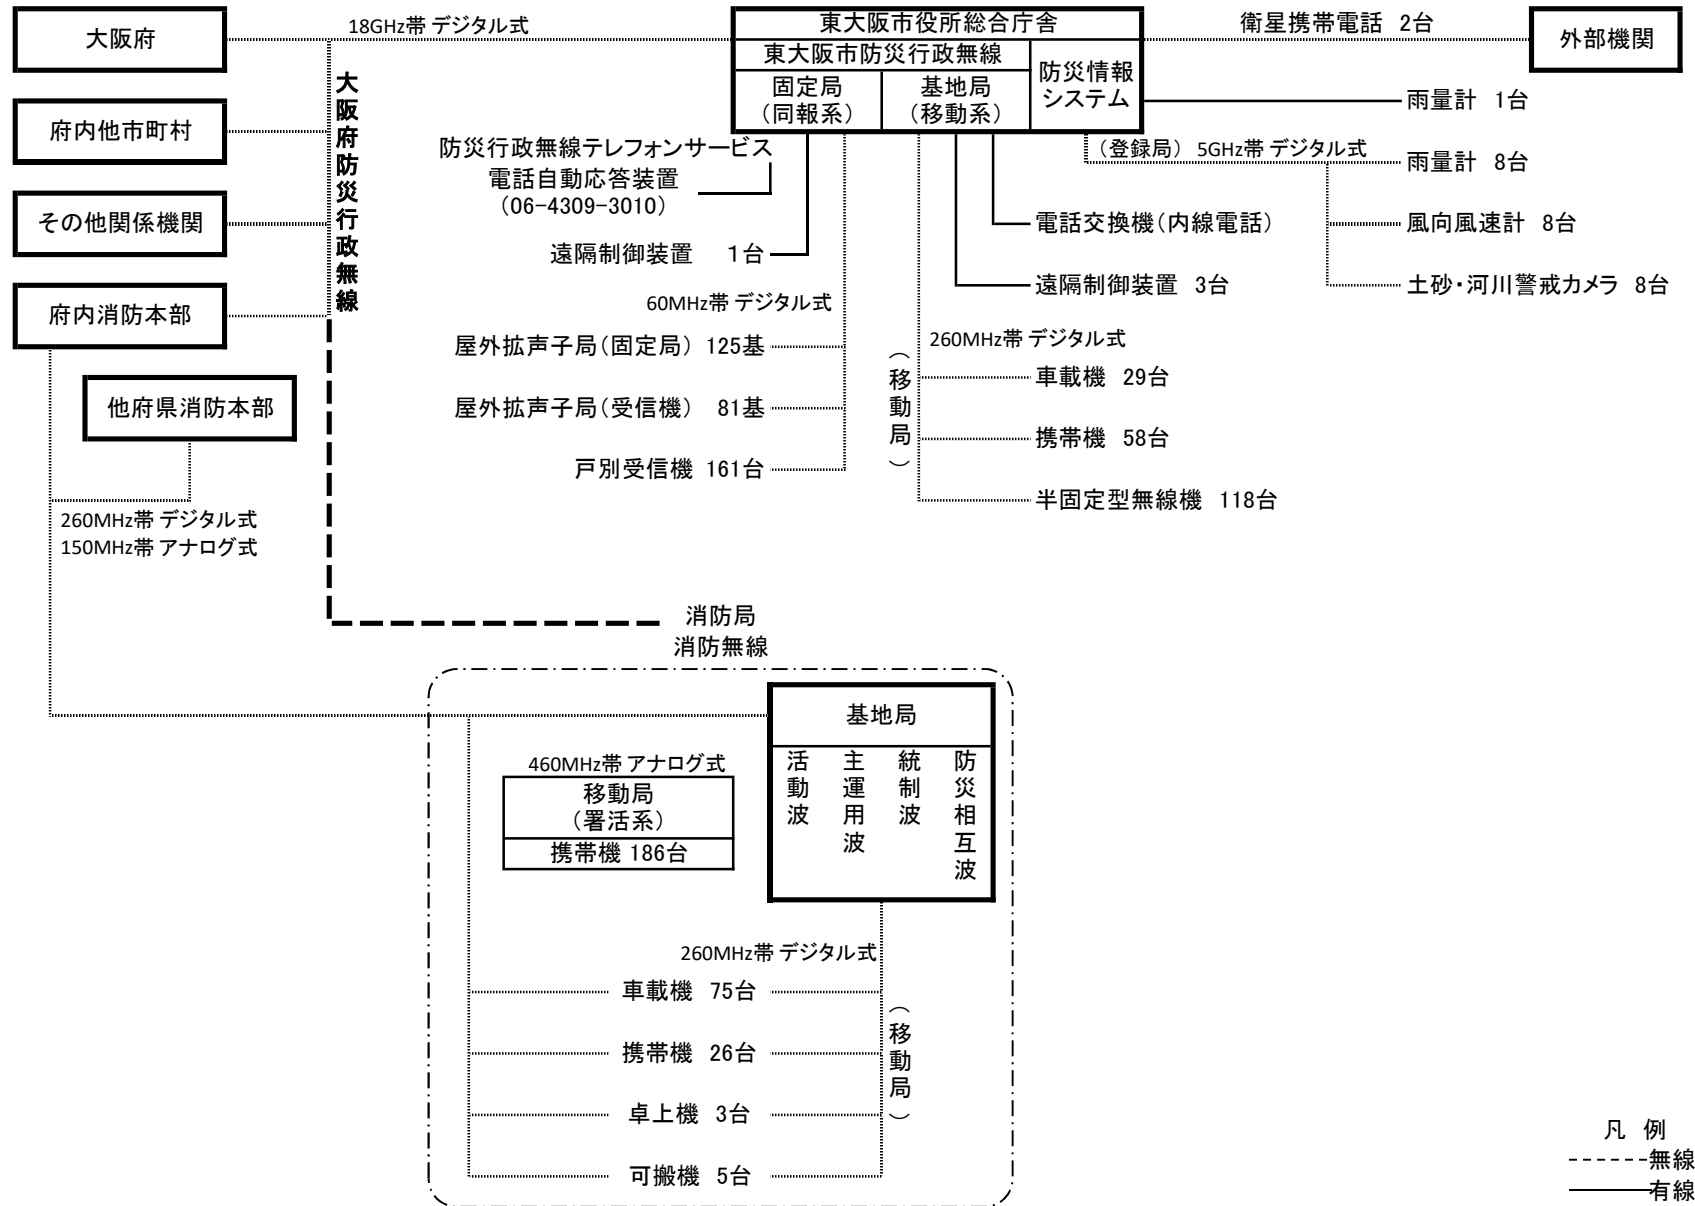 大阪府
18GHz帯 デジタル式
東大阪市役所総合庁舎
衛星携帯電話 2台
外部機関
東大阪市防災行政無線
防災情報
システム
固定局
（同報系）
基地局
（移動系）
雨量計 1台
大阪府防災行政無線
府内他市町村
防災行政無線テレフォンサービス
電話自動応答装置
（06-4309-3010）
（登録局） 5GHz帯 デジタル式
雨量計 8台
その他関係機関
電話交換機（内線電話）
風向風速計 8台
遠隔制御装置 1台
遠隔制御装置 3台
土砂・河川警戒カメラ 8台
府内消防本部
60MHz帯 デジタル式
260MHz帯 デジタル式
屋外拡声子局（固定局） 125基
（移動局）
車載機 29台
他府県消防本部
屋外拡声子局（受信機） 81基
携帯機 58台
戸別受信機 161台
半固定型無線機 118台
260MHz帯 デジタル式
150MHz帯 アナログ式
消防局
消防無線
基地局
460MHz帯 アナログ式
移動局
（署活系）
携帯機 186台
活動波
主運用波
統制波
防災相互波
260MHz帯 デジタル式
車載機 75台
（移動局）
携帯機 26台
卓上機 3台
可搬機 5台
凡 例
無線
有線